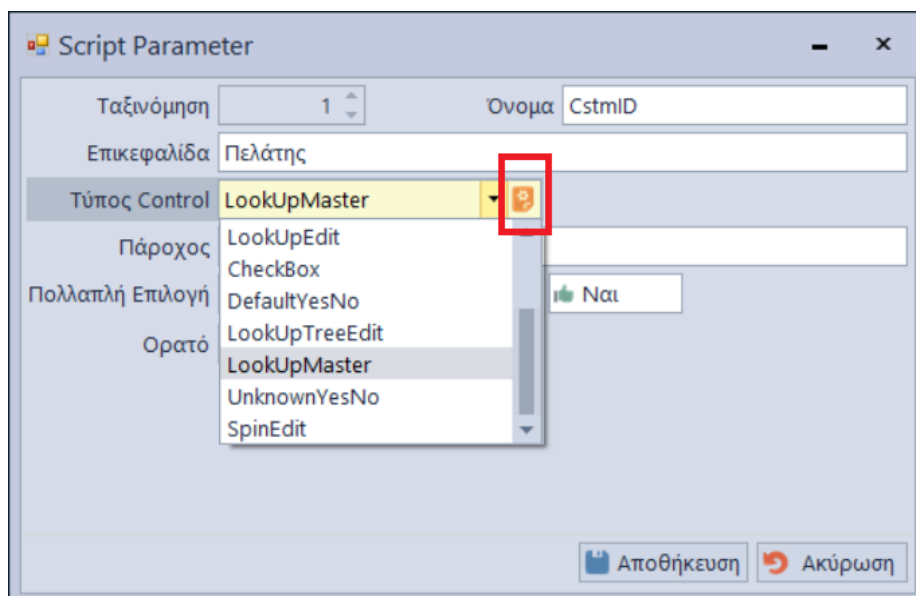 Script Parameter
Ταξινόμηση 1 Όνομα CstmID
Επικεφαλίδα Πελάτης
Τύπος Control LookUpMaster
LookUpEdit
Πάροχος
CheckBox
Πολλαπλή Επιλογή DefaultYesNo Ναι
LookUpTreeEdit
Ορατό
LookUpMaster
UnknownYesNo
SpinEdit
Αποθήκευση Ακύρωση